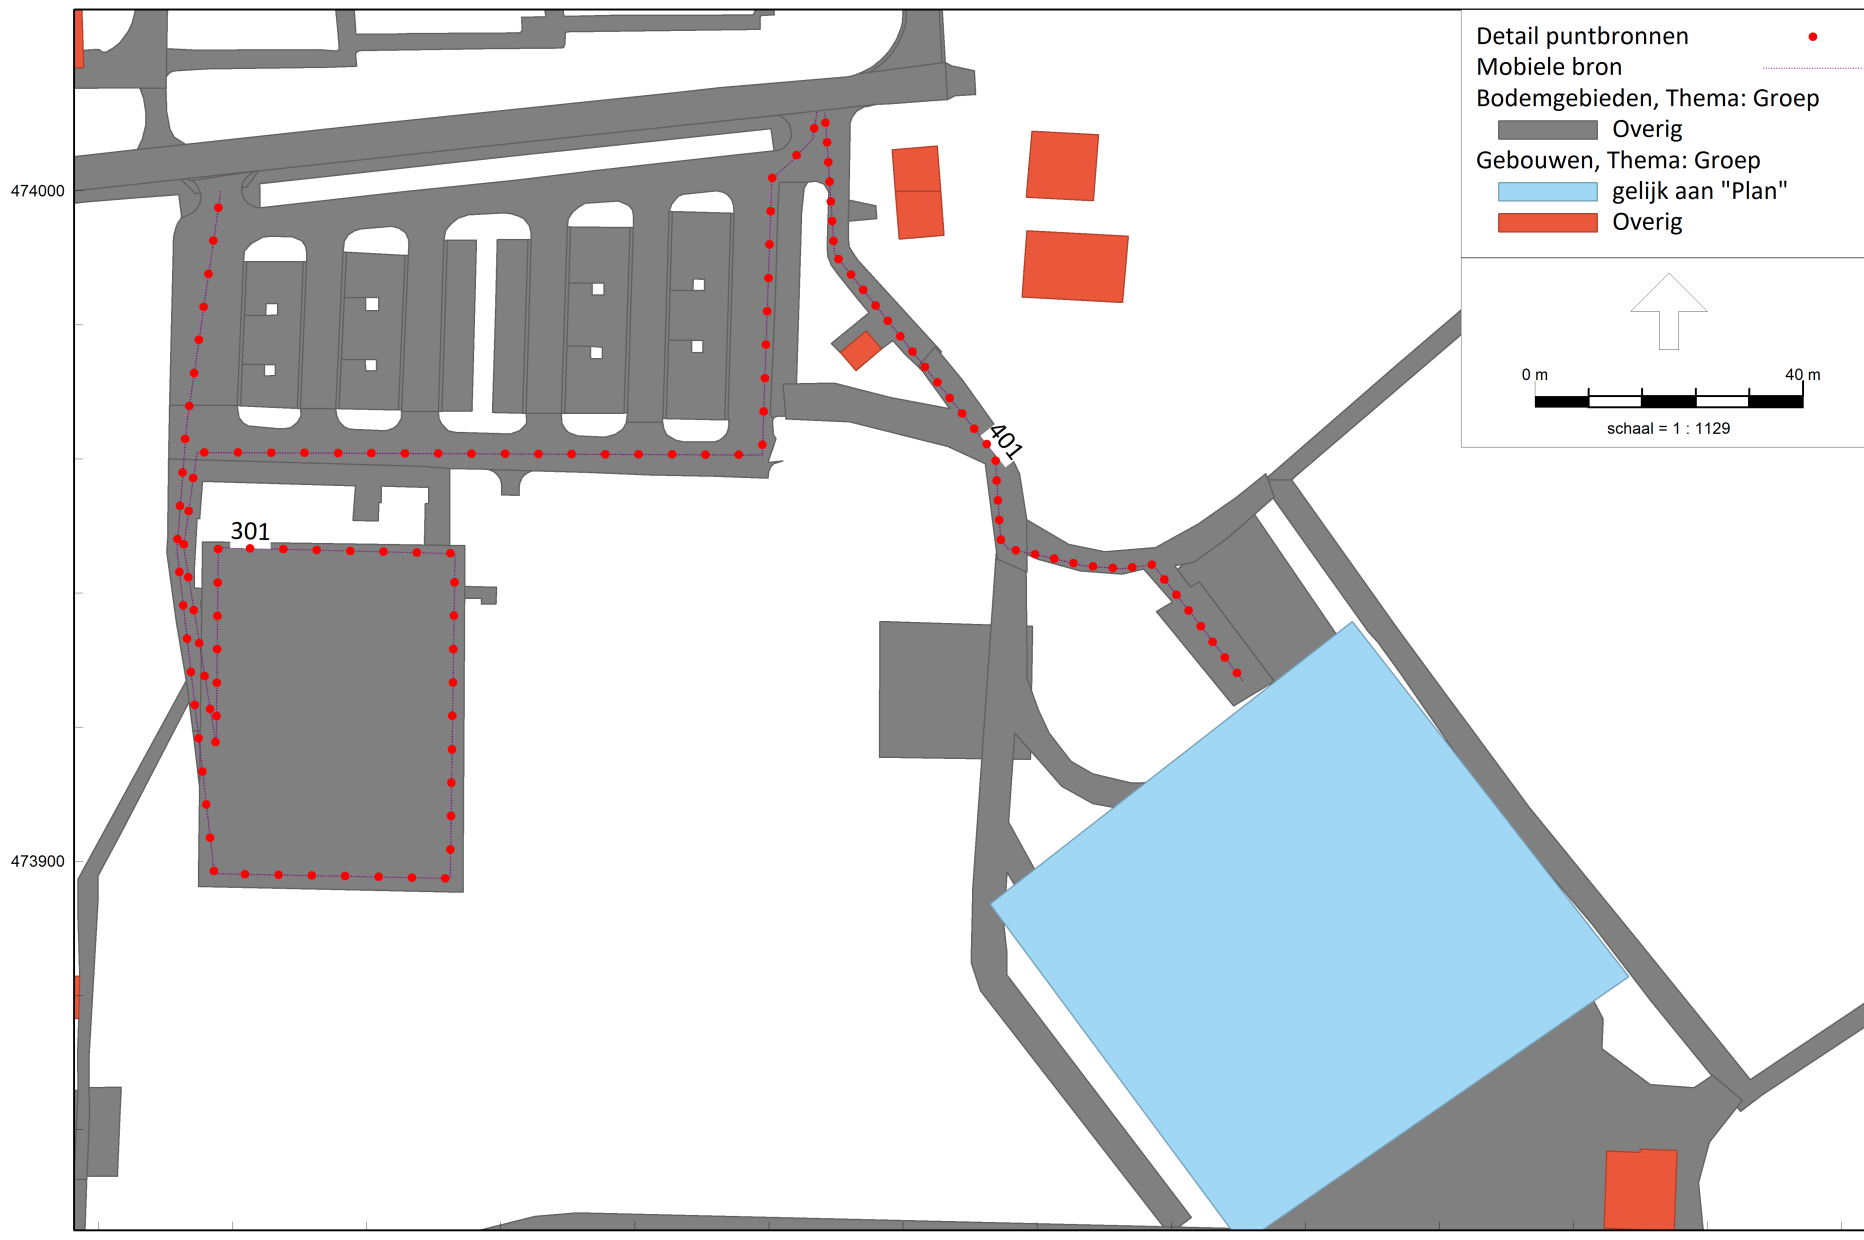 Detail puntbronnen
Mobiele bron
Bodemgebieden, Thema: Groep
Overig
Gebouwen, Thema: Groep
gelijk aan "Plan"
Overig
0 m 40 m
schaal = 1 : 1129
474000
401
301
473900